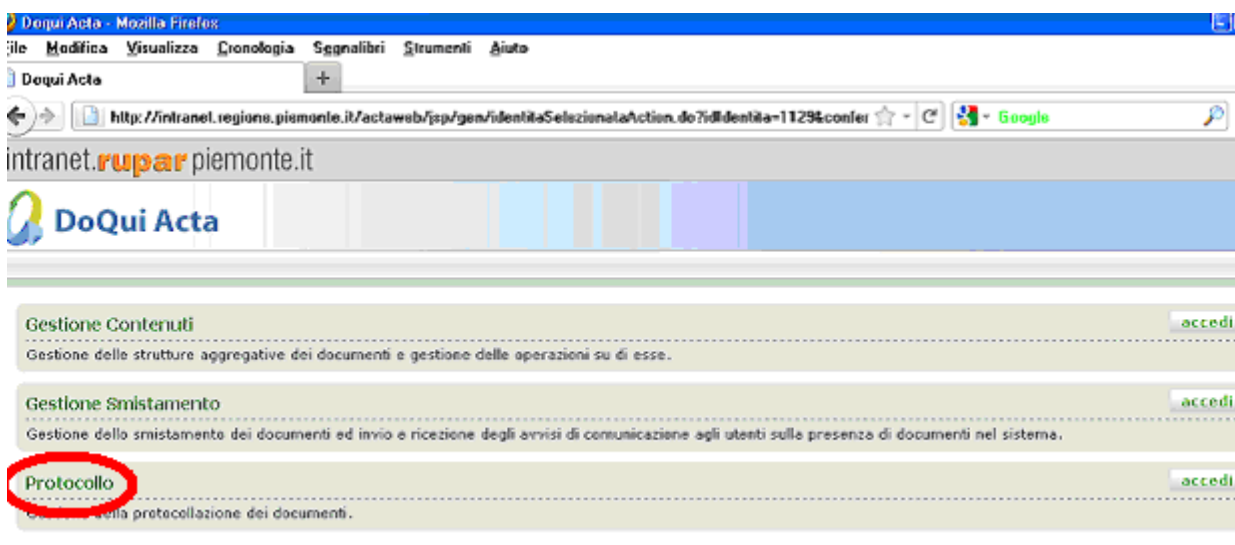 Doqui Acta - Mozilla Firefox
File Modifica Visualizza Cronologia Segnalibri Strumenti Aiuto
Doqui Acta +
http://intranet.regione.piemonte.it/actaweb/jsp/gen/identitaSelezionataAction.do?idIdentita=1129&confer Google
intranet.ruparpiemonte.it
DoQui Acta
Gestione Contenuti accedi
Gestione delle strutture aggregative dei documenti e gestione delle operazioni su di esse.
Gestione Smistamento accedi
Gestione dello smistamento dei documenti ed invio e ricezione degli avvisi di comunicazione agli utenti sulla presenza di documenti nel sistema.
Protocollo accedi
Gestione della protocollazione dei documenti.